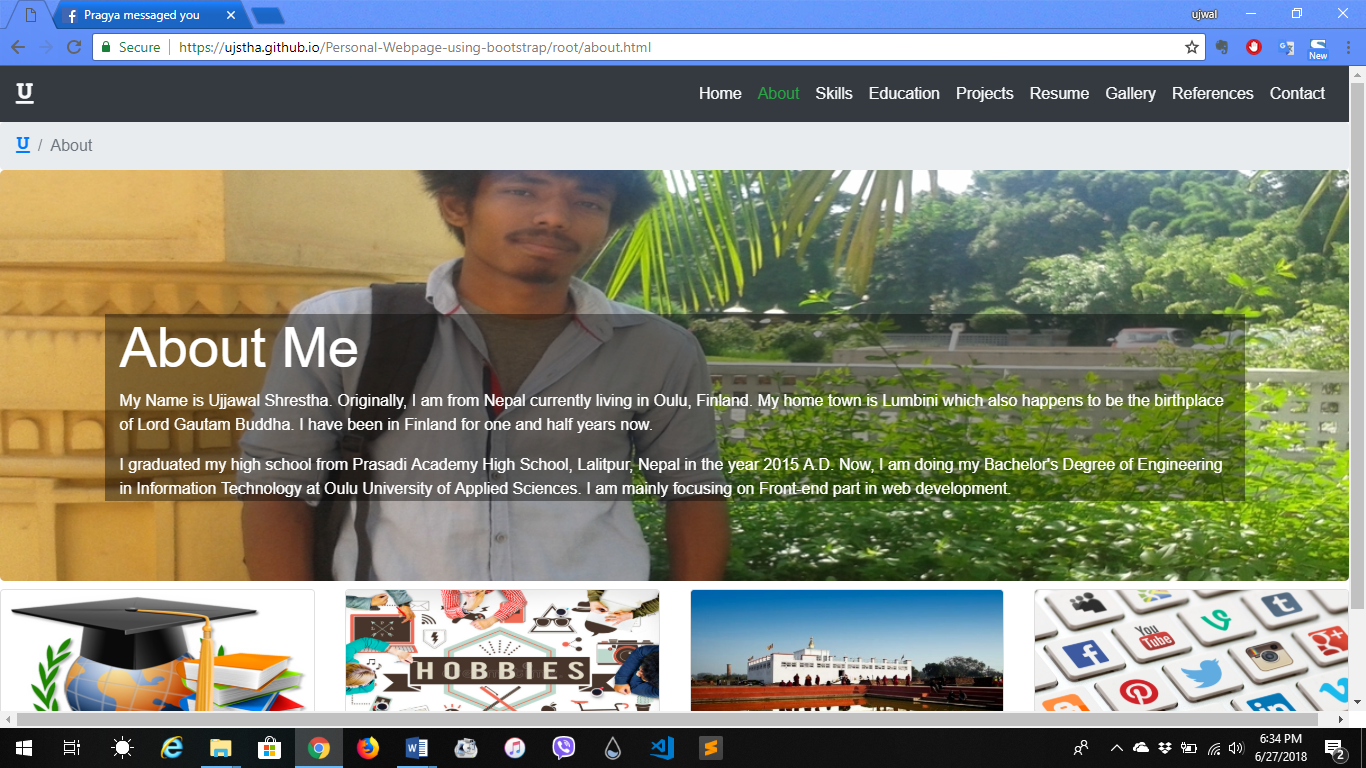 Pragya messaged you
ujwal
Secure
https://ujstha.github.io/Personal-Webpage-using-bootstrap/root/about.html
New
U
Home About Skills Education Projects Resume Gallery References Contact
U / About
About Me
My Name is Ujjawal Shrestha. Originally, I am from Nepal currently living in Oulu, Finland. My home town is Lumbini which also happens to be the birthplace
of Lord Gautam Buddha. I have been in Finland for one and half years now.
I graduated my high school from Prasadi Academy High School, Lalitpur, Nepal in the year 2015 A.D. Now, I am doing my Bachelor's Degree of Engineering
in Information Technology at Oulu University of Applied Sciences. I am mainly focusing on Front-end part in web development.
HOBBIES
You
Tube
6:34 PM
6/27/2018
2